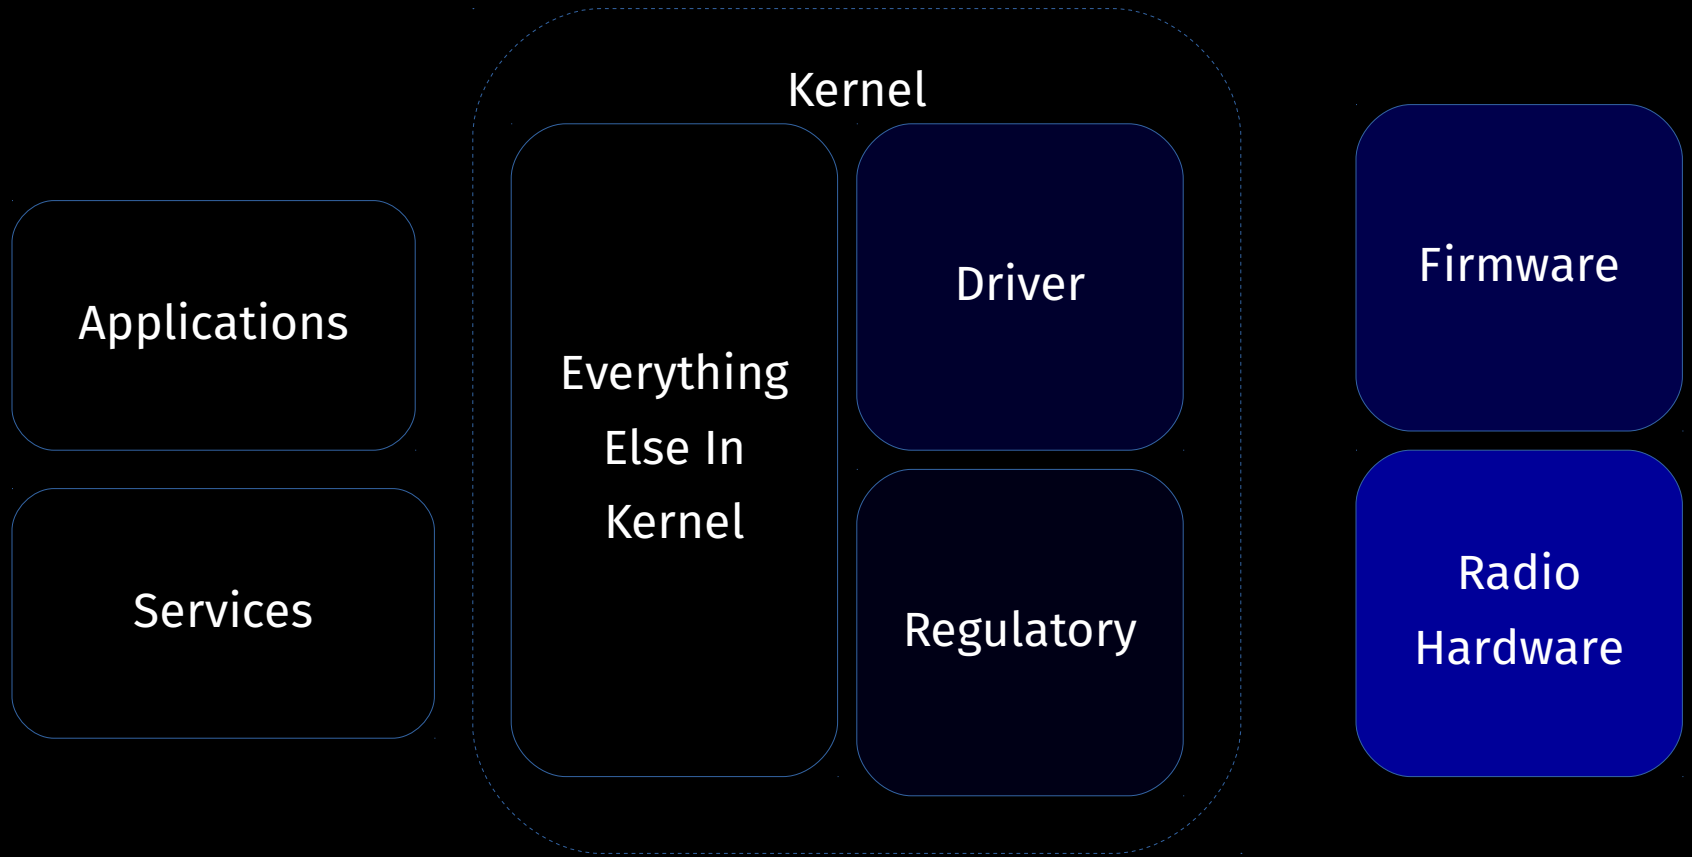 Kernel
Applications
Services
Everything
Else In
Kernel
Driver
Regulatory
Firmware
Radio
Hardware